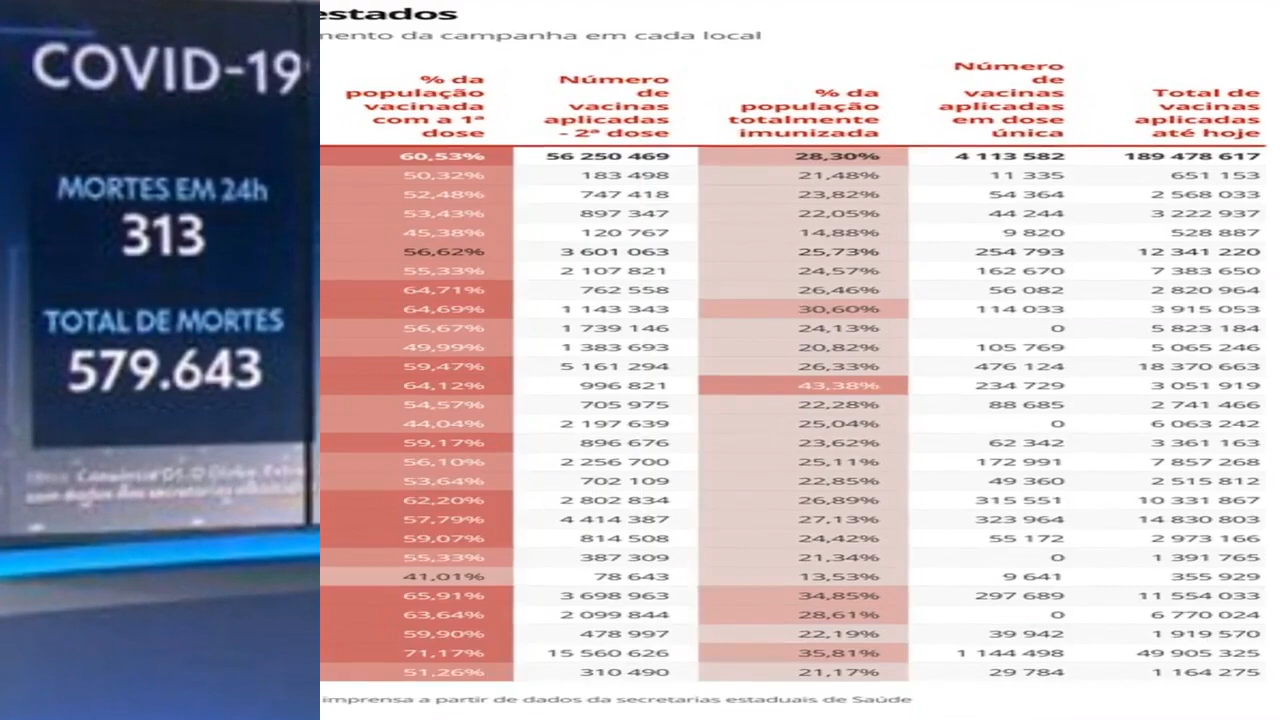 COVID-19
MORTES EM 24h
313
TOTAL DE MORTES
579.643
estados
mento da campanha em cada local
% da população vacinada com a 1ª dose
Número de vacinas aplicadas - 2ª dose
% da população totalmente imunizada
Número de vacinas aplicadas em dose única
Total de vacinas aplicadas até hoje
60,53% 56 250 469 28,30% 4 113 582 189 478 617
50,32% 183 498 21,48% 11 335 651 153
52,48% 747 418 23,82% 54 364 2 568 033
53,43% 897 347 22,05% 44 244 3 222 937
45,38% 120 767 14,88% 9 820 528 887
56,62% 3 601 063 25,73% 254 793 12 341 220
55,33% 2 107 821 24,57% 162 670 7 383 650
64,71% 762 558 26,46% 56 082 2 820 964
64,69% 1 143 343 30,60% 114 033 3 915 053
56,67% 1 739 146 24,13% 0 5 823 184
49,99% 1 383 693 20,82% 105 769 5 065 246
59,47% 5 161 294 26,33% 476 124 18 370 663
64,12% 996 821 43,38% 234 729 3 051 919
54,57% 705 975 22,28% 88 685 2 741 466
44,04% 2 197 639 25,04% 0 6 063 242
59,17% 896 676 23,62% 62 342 3 361 163
56,10% 2 256 700 25,11% 172 991 7 857 268
53,64% 702 109 22,85% 49 360 2 515 812
62,20% 2 802 834 26,89% 315 551 10 331 867
57,79% 4 414 387 27,13% 323 964 14 830 803
59,07% 814 508 24,42% 55 172 2 973 166
55,33% 387 309 21,34% 0 1 391 765
41,01% 78 643 13,53% 9 641 355 929
65,91% 3 698 963 34,85% 297 689 11 554 033
63,64% 2 099 844 28,61% 0 6 770 024
59,90% 478 997 22,19% 39 942 1 919 570
71,17% 15 560 626 35,81% 1 144 498 49 905 325
51,26% 310 490 21,17% 29 784 1 164 275
imprensa a partir de dados da secretarias estaduais de Saúde